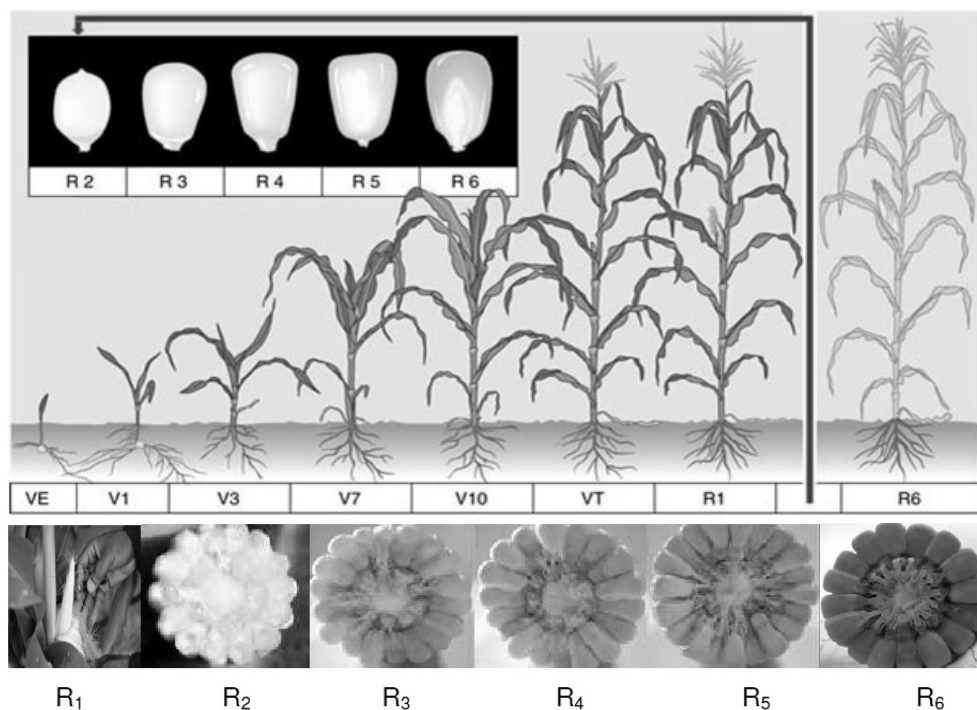 R 2 R 3 R 4 R 5 R 6
VE V1 V3 V7 V10 VT R1 R6
R₁ R₂ R₃ R₄ R₅ R₆